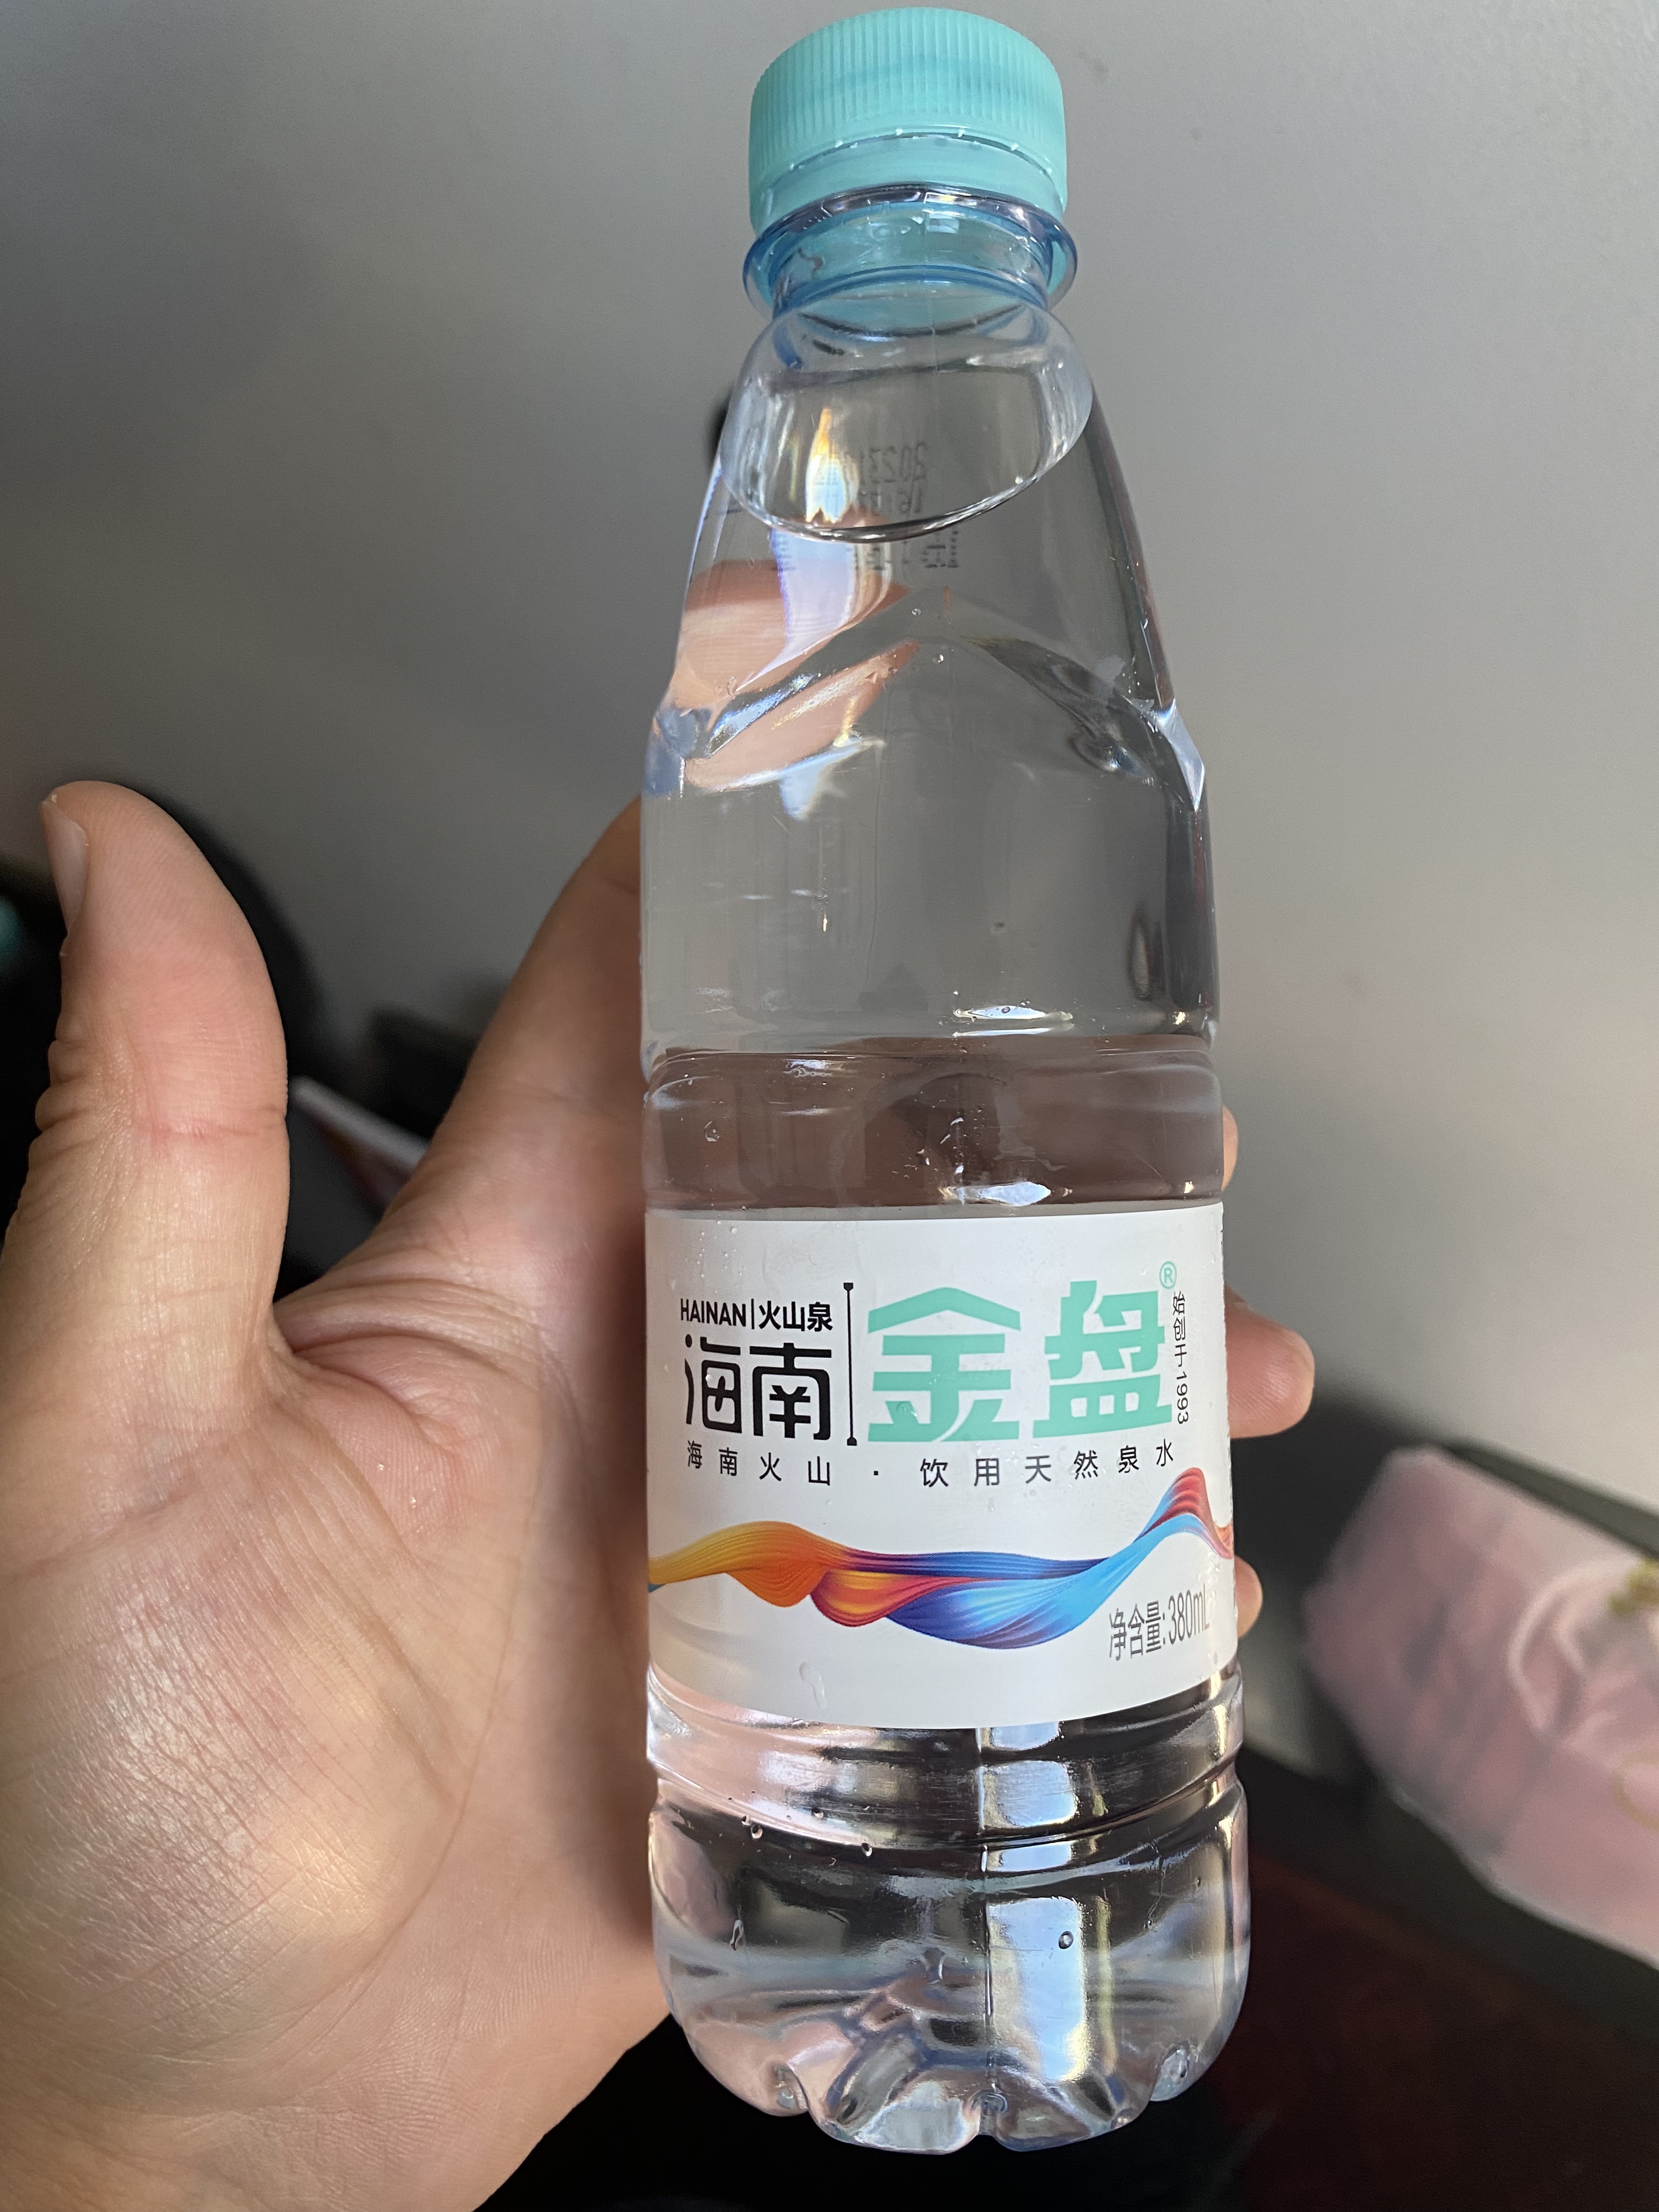 HAINAN|火山泉
海南
金盘®
始创于1993
海南火山·饮用天然泉水
净含量:380mL